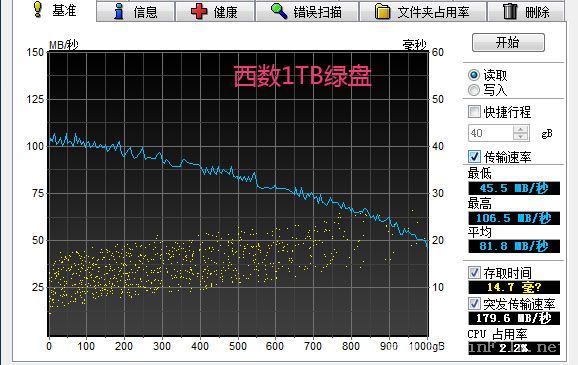 基准 信息 健康 错误扫描 文件夹占用率 删除
MB/秒 毫秒 开始
西数1TB绿盘
150 60
125 50
100 40
75 30
50 20
25 10
0 100 200 300 400 500 600 700 800 900 1000gB
读取
写入
快捷行程
40 gB
传输速率
最低
45.5 MB/秒
最高
106.5 MB/秒
平均
81.8 MB/秒
存取时间
14.7 毫?
突发传输速率
179.6 MB/秒
CPU 占用率
2.2%